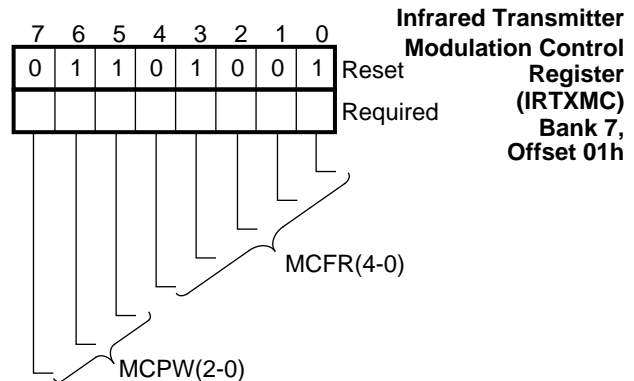 Infrared Transmitter
Modulation Control
Register
(IRTXMC)
Bank 7,
Offset 01h
7 6 5 4 3 2 1 0
0 1 1 0 1 0 0 1 Reset
Required
MCFR(4-0)
MCPW(2-0)